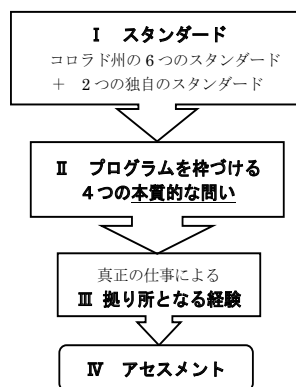 Ⅰ スタンダード
コロラド州の6つのスタンダード
＋ 2つの独自のスタンダード
Ⅱ プログラムを枠づける
4つの本質的な問い
真正の仕事による
Ⅲ 拠り所となる経験
Ⅳ アセスメント